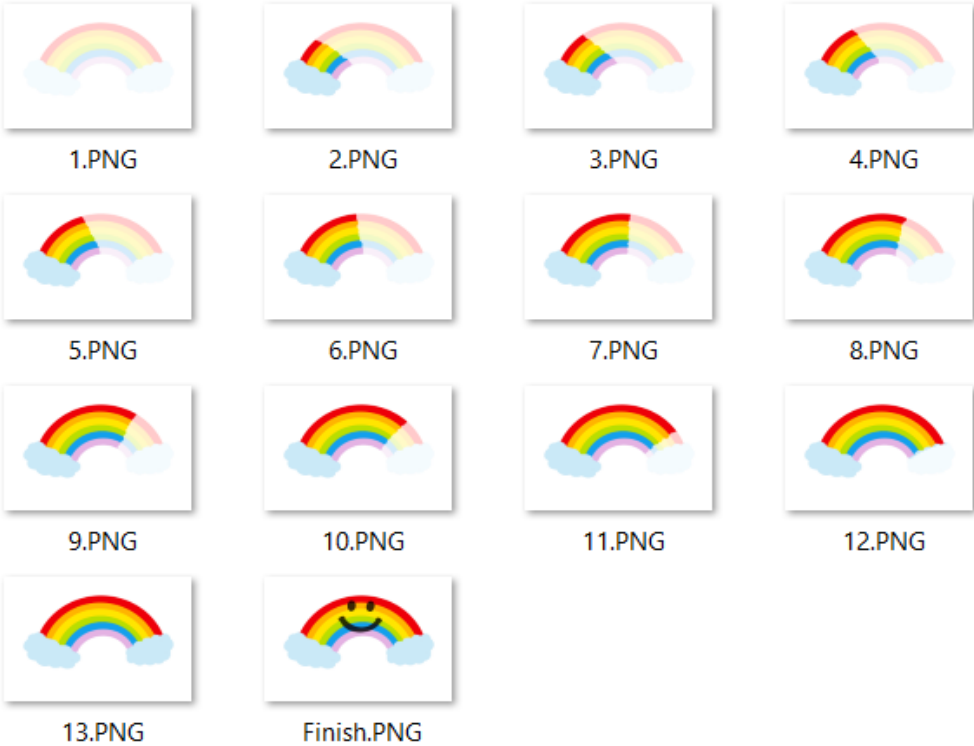 1.PNG 2.PNG 3.PNG 4.PNG
5.PNG 6.PNG 7.PNG 8.PNG
9.PNG 10.PNG 11.PNG 12.PNG
13.PNG Finish.PNG